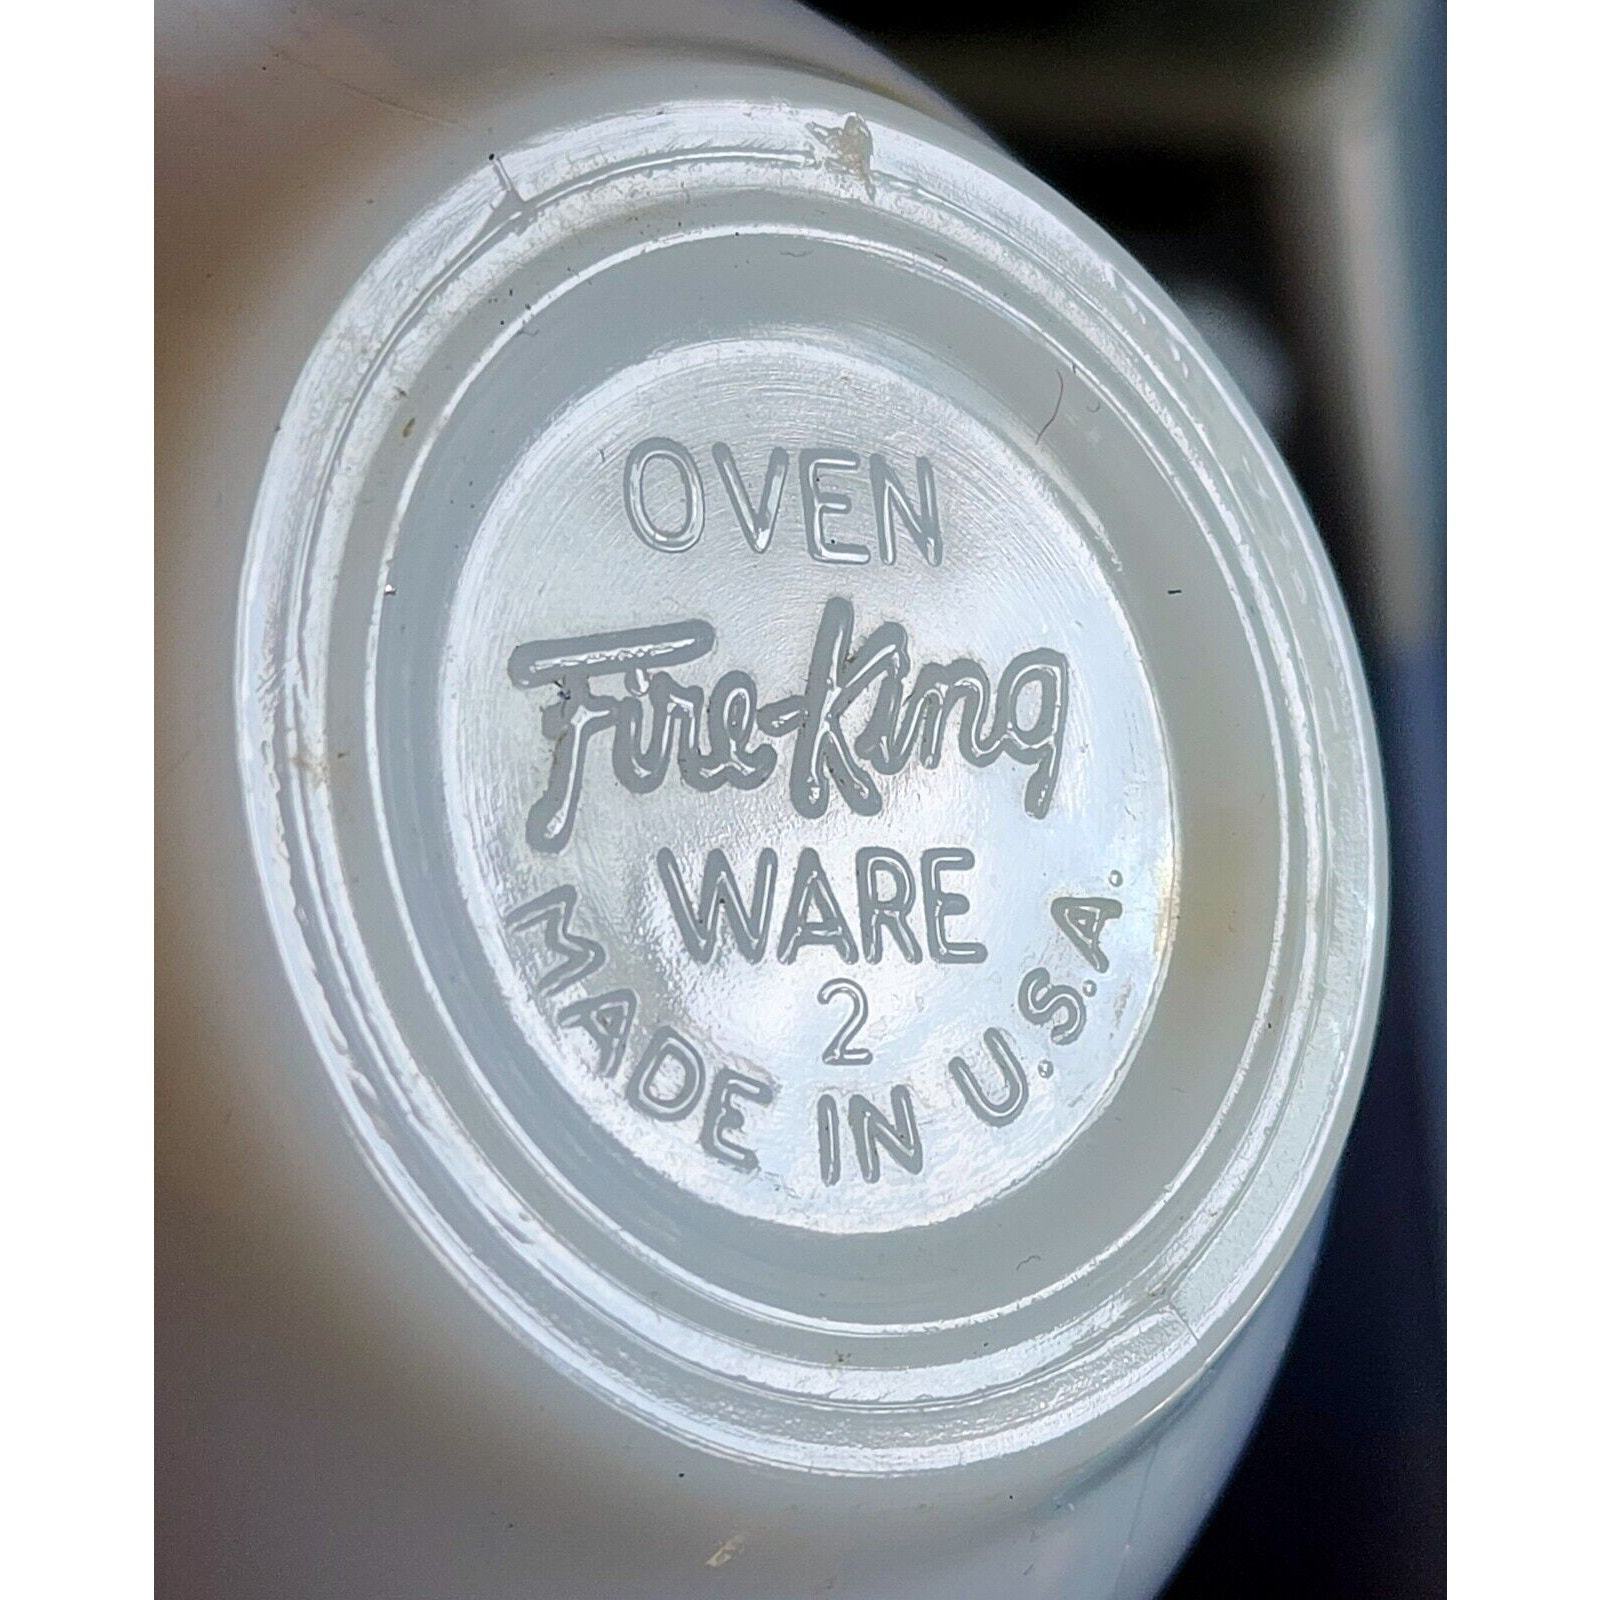 OVEN
Fire-King
WARE
2
MADE IN U.S.A.